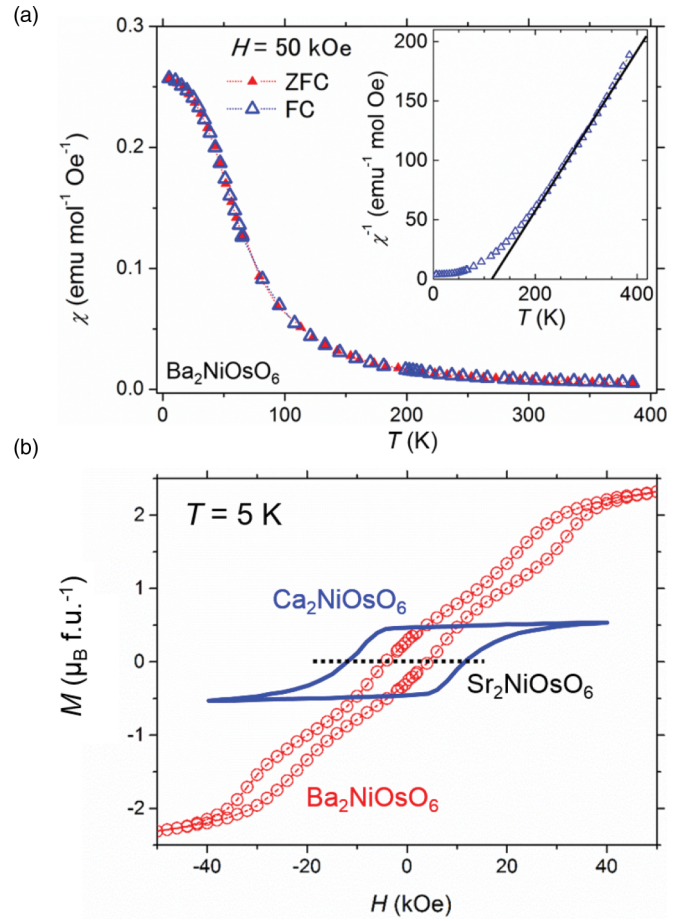 (a)
H = 50 kOe
ZFC
FC
0.3
0.2
0.1
0.0
χ (emu mol⁻¹ Oe⁻¹)
Ba₂NiOsO₆
0 100 200 300 400
T (K)
200
150
100
50
0
χ⁻¹ (emu⁻¹ mol Oe)
0 200 400
T (K)
(b)
T = 5 K
2
1
0
-1
-2
M (μB f.u.⁻¹)
Ca₂NiOsO₆
Sr₂NiOsO₆
Ba₂NiOsO₆
-40 -20 0 20 40
H (kOe)